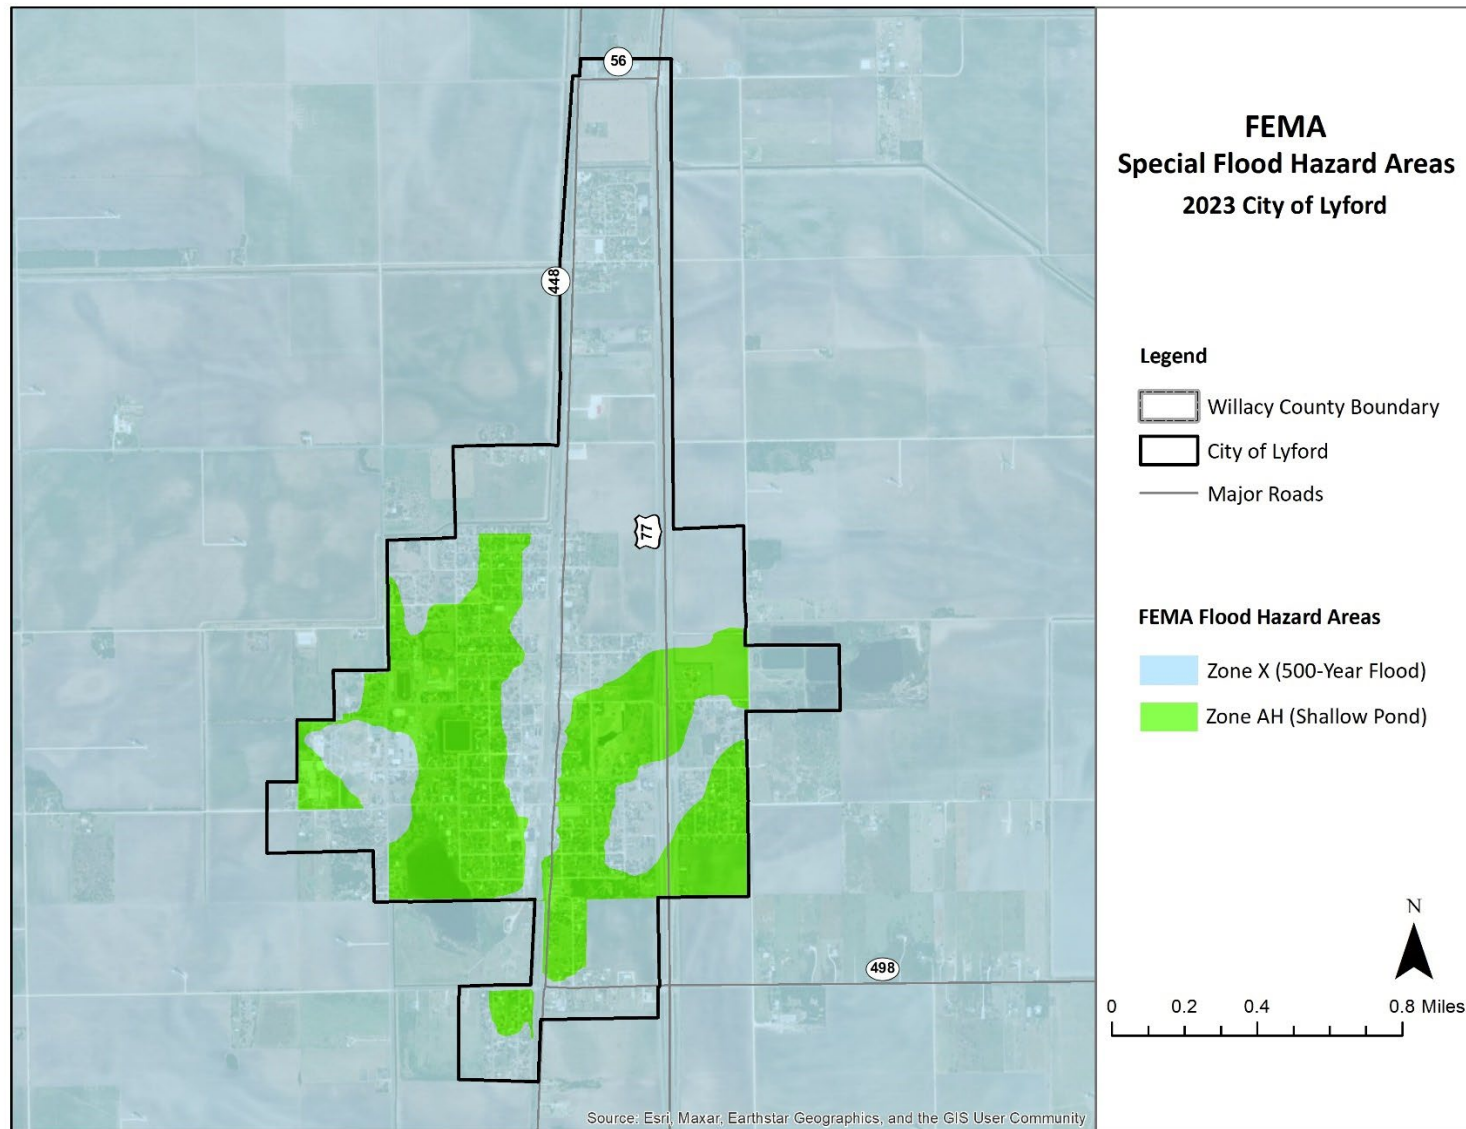 FEMA
Special Flood Hazard Areas
2023 City of Lyford
56
448
77
498
Legend
Willacy County Boundary
City of Lyford
Major Roads
FEMA Flood Hazard Areas
Zone X (500-Year Flood)
Zone AH (Shallow Pond)
N
0 0.2 0.4 0.8 Miles
Source: Esri, Maxar, Earthstar Geographics, and the GIS User Community